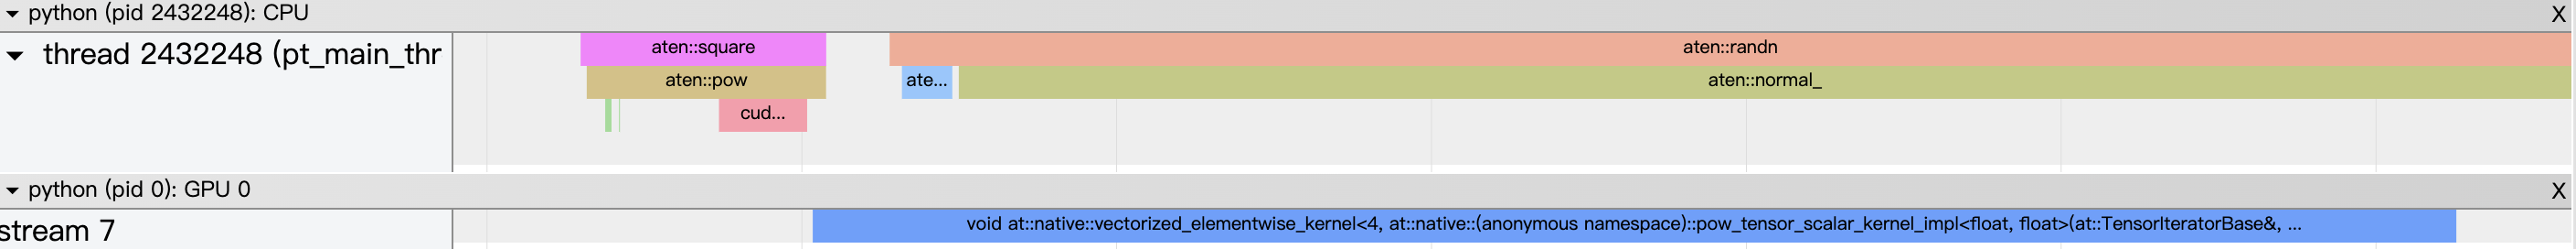 python (pid 2432248): CPU
X
thread 2432248 (pt_main_thr
aten::square
aten::randn
aten::pow
ate...
aten::normal_
cud...
python (pid 0): GPU 0
X
stream 7
void at::native::vectorized_elementwise_kernel<4, at::native::(anonymous namespace)::pow_tensor_scalar_kernel_impl<float, float>(at::TensorIteratorBase&, ...